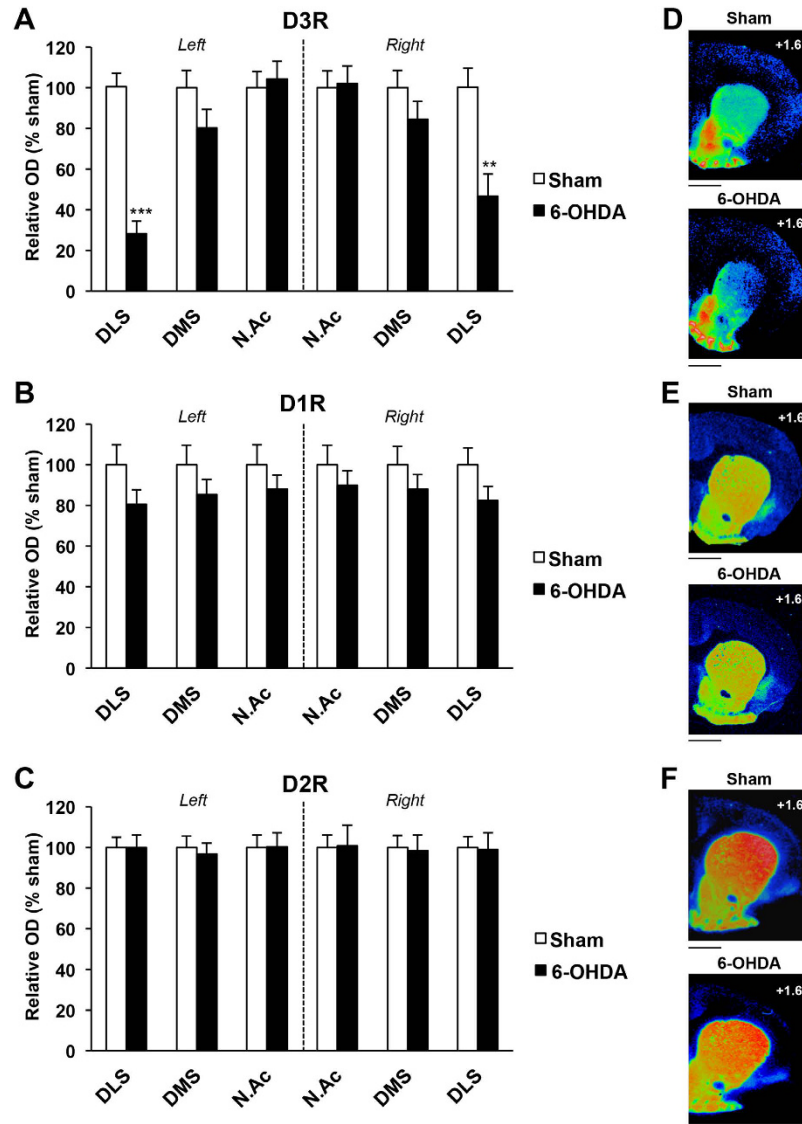 A
D3R
Left
Right
Relative OD (% sham)
120
100
80
60
40
20
0
***
**
DLS
DMS
N.Ac
N.Ac
DMS
DLS
Sham
6-OHDA
D
Sham
+1.6
6-OHDA
+1.6
B
D1R
Left
Right
Relative OD (% sham)
120
100
80
60
40
20
0
DLS
DMS
N.Ac
N.Ac
DMS
DLS
Sham
6-OHDA
E
Sham
+1.6
6-OHDA
+1.6
C
D2R
Left
Right
Relative OD (% sham)
120
100
80
60
40
20
0
DLS
DMS
N.Ac
N.Ac
DMS
DLS
Sham
6-OHDA
F
Sham
+1.6
6-OHDA
+1.6